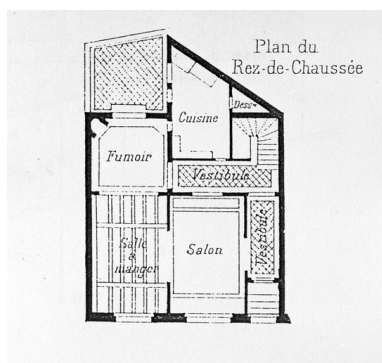 Plan du
Rez-de-Chaussée
Cuisine
Dess^e
Fumoir
Vestibule
Salle
à
manger
Salon
Vestibule